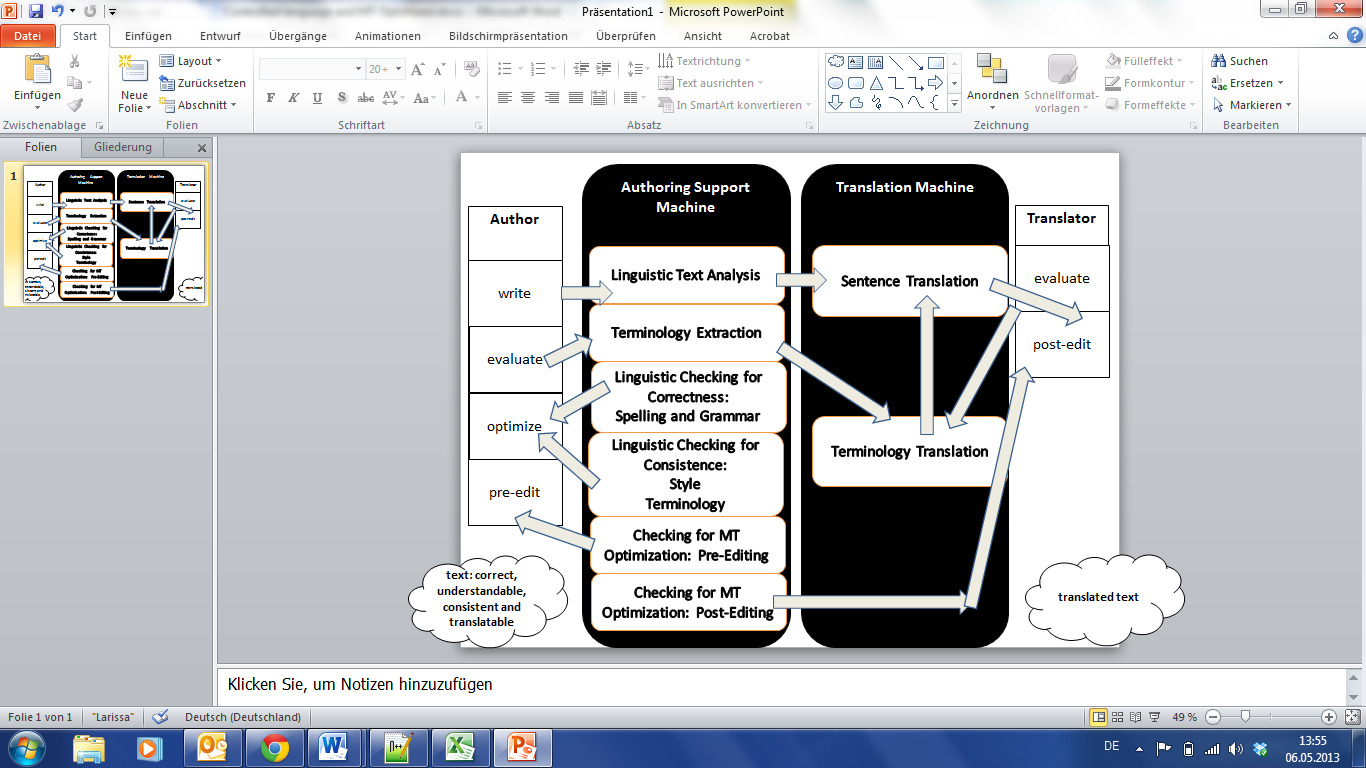 Präsentation1 - Microsoft PowerPoint
Datei Start Einfügen Entwurf Übergänge Animationen Bildschirmpräsentation Überprüfen Ansicht Acrobat
Einfügen
Neue
Folie
Layout
Zurücksetzen
Abschnitt
20
F K U S abc AV Aa A
Textrichtung
Text ausrichten
In SmartArt konvertieren
Anordnen
Schnellformat-
vorlagen
Fülleffekt
Formkontur
Formeffekte
Suchen
Ersetzen
Markieren
Zwischenablage Folien Schriftart Absatz Zeichnung Bearbeiten
Folien Gliederung
1
Author
write
evaluate
optimize
pre-edit
text: correct,
understandable,
consistent and
translatable
Authoring Support
Machine
Linguistic Text Analysis
Terminology Extraction
Linguistic Checking for
Correctness:
Spelling and Grammar
Linguistic Checking for
Consistence:
Style
Terminology
Checking for MT
Optimization: Pre-Editing
Checking for MT
Optimization: Post-Editing
Translation Machine
Sentence Translation
Terminology Translation
Translator
evaluate
post-edit
translated text
Klicken Sie, um Notizen hinzuzufügen
Folie 1 von 1 "Larissa" Deutsch (Deutschland) 49 %
DE 13:55
06.05.2013